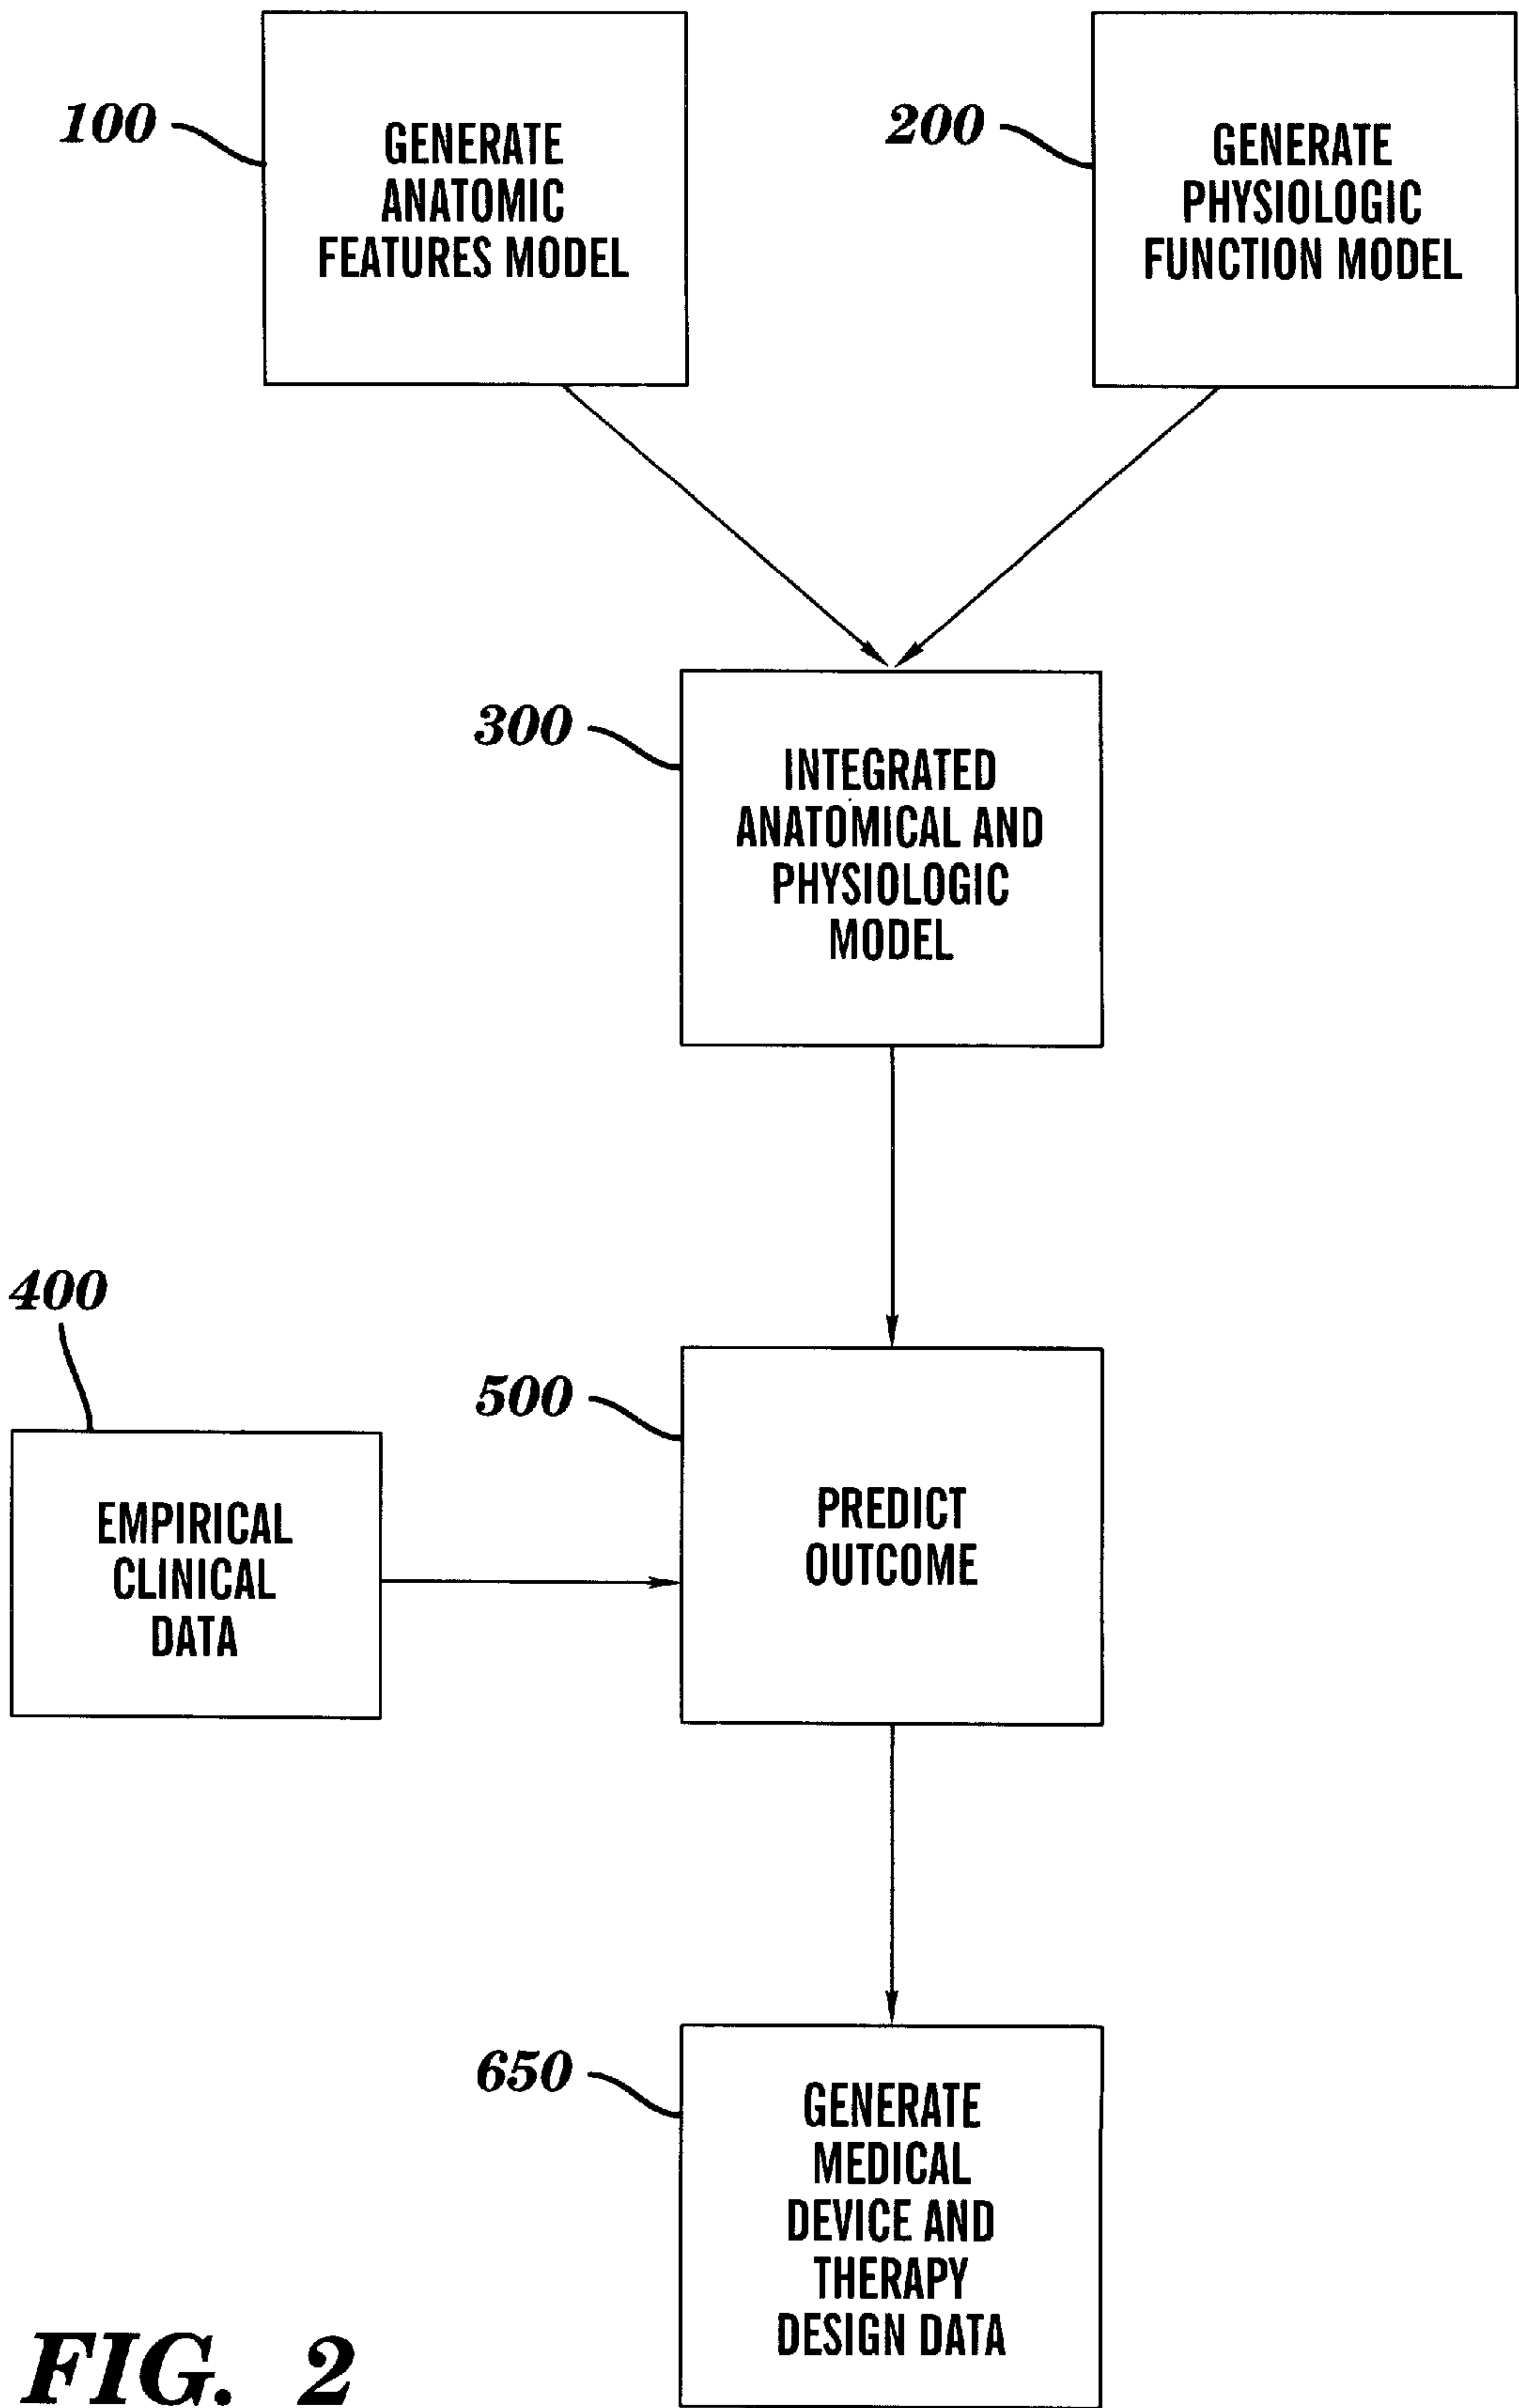 100
GENERATE
ANATOMIC
FEATURES MODEL
200
GENERATE
PHYSIOLOGIC
FUNCTION MODEL
300
INTEGRATED
ANATOMICAL AND
PHYSIOLOGIC
MODEL
400
EMPIRICAL
CLINICAL
DATA
500
PREDICT
OUTCOME
650
GENERATE
MEDICAL
DEVICE AND
THERAPY
DESIGN DATA
FIG. 2